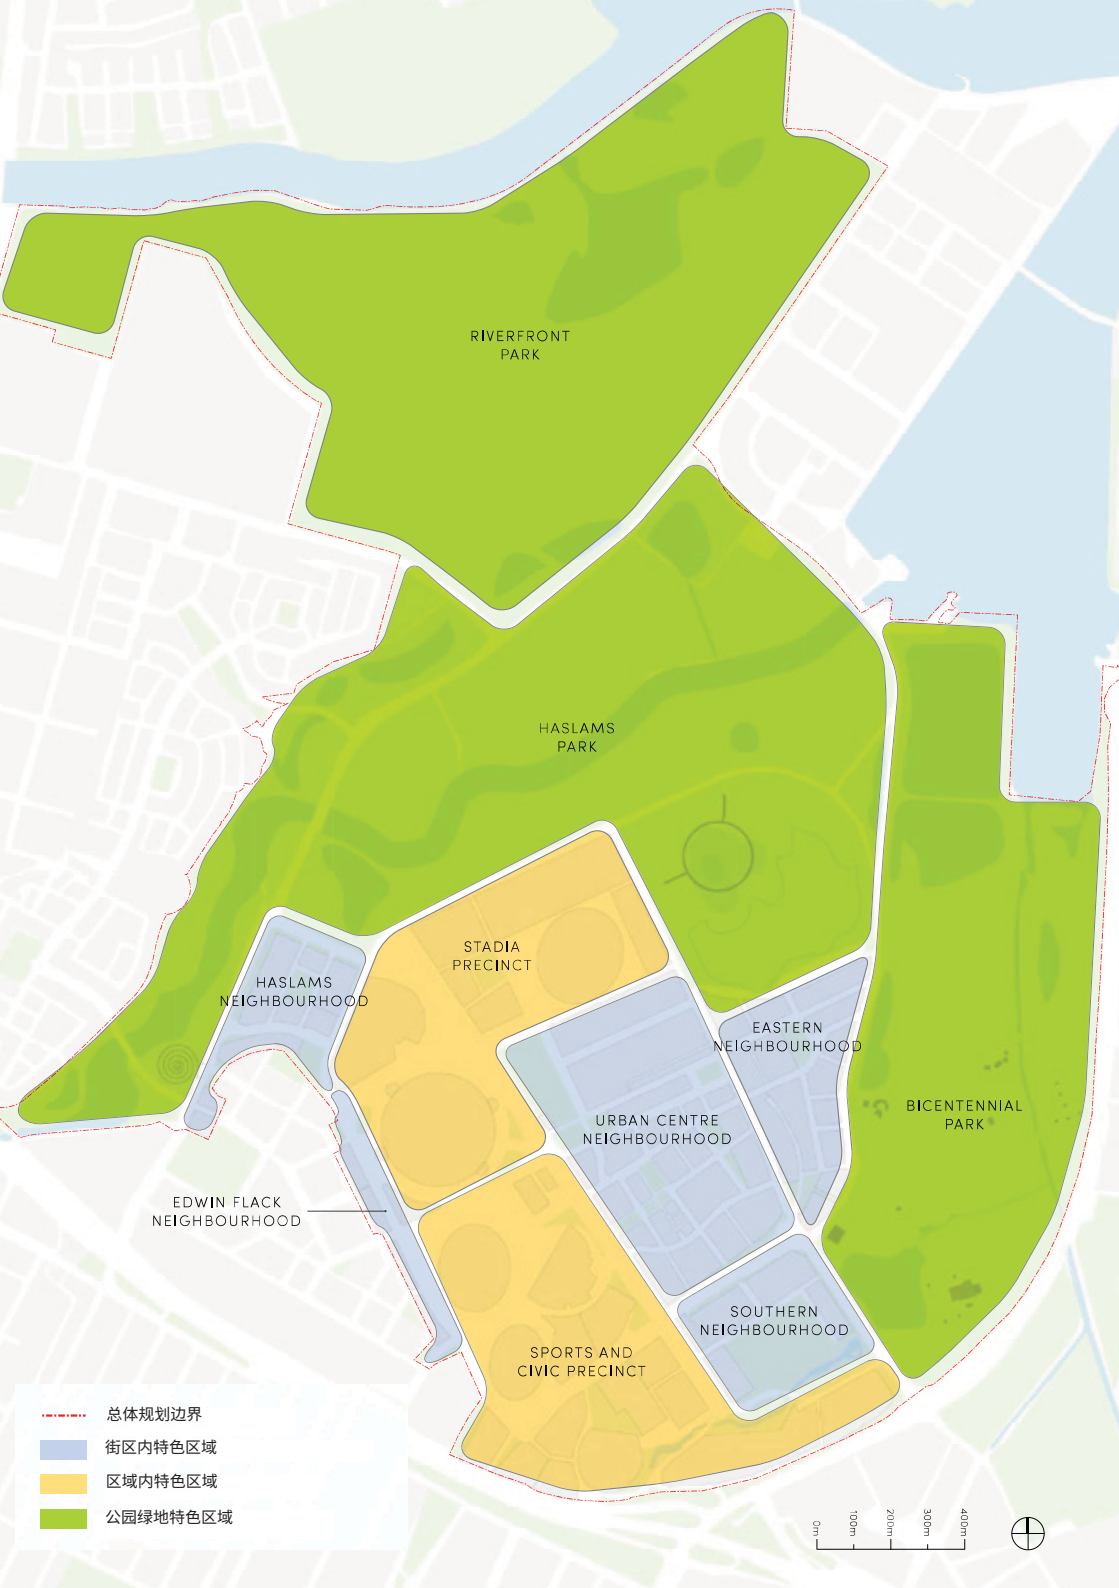 RIVERFRONT
PARK
HASLAMS
PARK
STADIA
PRECINCT
HASLAMS
NEIGHBOURHOOD
EASTERN
NEIGHBOURHOOD
BICENTENNIAL
PARK
URBAN CENTRE
NEIGHBOURHOOD
EDWIN FLACK
NEIGHBOURHOOD
SOUTHERN
NEIGHBOURHOOD
SPORTS AND
CIVIC PRECINCT
总体规划边界
街区内特色区域
区域内特色区域
公园绿地特色区域
0m
100m
200m
300m
400m